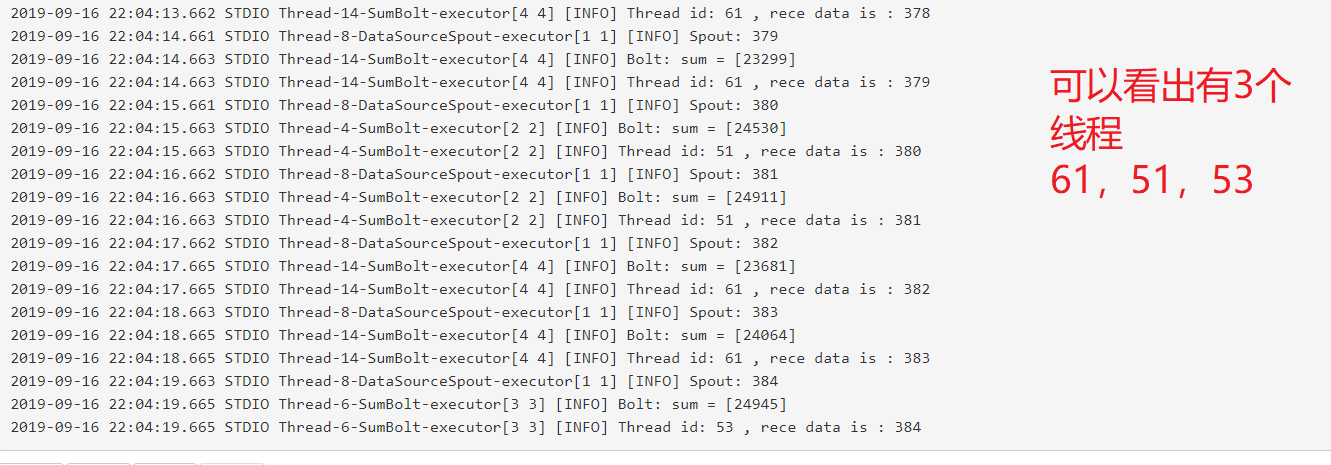 2019-09-16 22:04:13.662 STDIO Thread-14-SumBolt-executor[4 4] [INFO] Thread id: 61 , rece data is : 378
2019-09-16 22:04:14.661 STDIO Thread-8-DataSourceSpout-executor[1 1] [INFO] Spout: 379
2019-09-16 22:04:14.663 STDIO Thread-14-SumBolt-executor[4 4] [INFO] Bolt: sum = [23299]
2019-09-16 22:04:14.663 STDIO Thread-14-SumBolt-executor[4 4] [INFO] Thread id: 61 , rece data is : 379
2019-09-16 22:04:15.661 STDIO Thread-8-DataSourceSpout-executor[1 1] [INFO] Spout: 380
2019-09-16 22:04:15.663 STDIO Thread-4-SumBolt-executor[2 2] [INFO] Bolt: sum = [24530]
2019-09-16 22:04:15.663 STDIO Thread-4-SumBolt-executor[2 2] [INFO] Thread id: 51 , rece data is : 380
2019-09-16 22:04:16.662 STDIO Thread-8-DataSourceSpout-executor[1 1] [INFO] Spout: 381
2019-09-16 22:04:16.663 STDIO Thread-4-SumBolt-executor[2 2] [INFO] Bolt: sum = [24911]
2019-09-16 22:04:16.663 STDIO Thread-4-SumBolt-executor[2 2] [INFO] Thread id: 51 , rece data is : 381
2019-09-16 22:04:17.662 STDIO Thread-8-DataSourceSpout-executor[1 1] [INFO] Spout: 382
2019-09-16 22:04:17.665 STDIO Thread-14-SumBolt-executor[4 4] [INFO] Bolt: sum = [23681]
2019-09-16 22:04:17.665 STDIO Thread-14-SumBolt-executor[4 4] [INFO] Thread id: 61 , rece data is : 382
2019-09-16 22:04:18.663 STDIO Thread-8-DataSourceSpout-executor[1 1] [INFO] Spout: 383
2019-09-16 22:04:18.665 STDIO Thread-14-SumBolt-executor[4 4] [INFO] Bolt: sum = [24064]
2019-09-16 22:04:18.665 STDIO Thread-14-SumBolt-executor[4 4] [INFO] Thread id: 61 , rece data is : 383
2019-09-16 22:04:19.663 STDIO Thread-8-DataSourceSpout-executor[1 1] [INFO] Spout: 384
2019-09-16 22:04:19.665 STDIO Thread-6-SumBolt-executor[3 3] [INFO] Bolt: sum = [24945]
2019-09-16 22:04:19.665 STDIO Thread-6-SumBolt-executor[3 3] [INFO] Thread id: 53 , rece data is : 384
可以看出有3个
线程
61，51，53